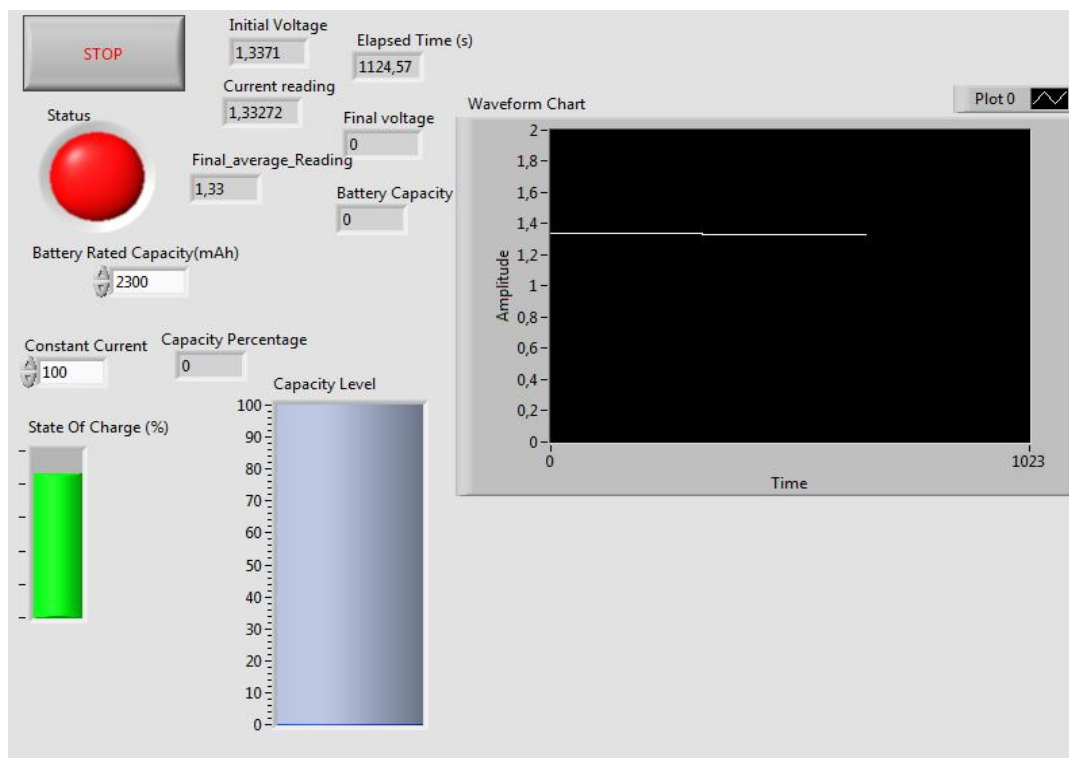 STOP
Initial Voltage
1,3371
Elapsed Time (s)
1124,57
Current reading
1,33272
Status
Final voltage
0
Final_average_Reading
1,33
Battery Capacity
0
Battery Rated Capacity(mAh)
2300
Constant Current
100
Capacity Percentage
0
State Of Charge (%)
Capacity Level
100
90
80
70
60
50
40
30
20
10
0
Waveform Chart
Plot 0
Amplitude
2
1,8
1,6
1,4
1,2
1
0,8
0,6
0,4
0,2
0
0
1023
Time